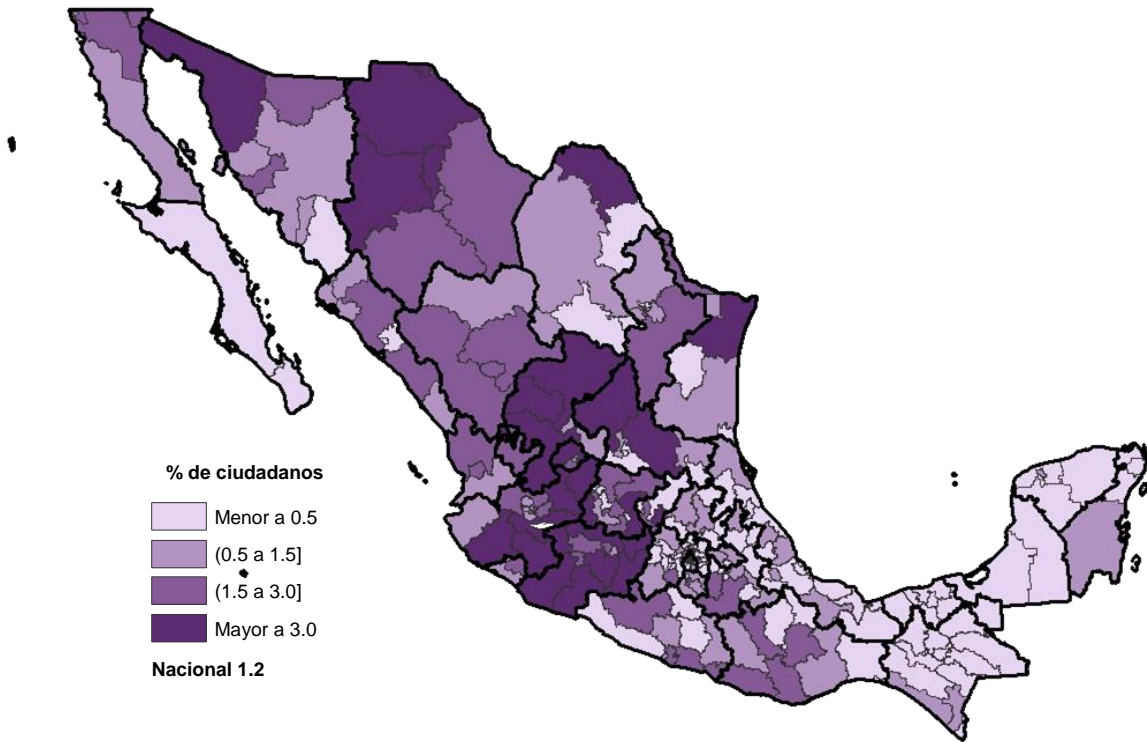 % de ciudadanos
Menor a 0.5
(0.5 a 1.5]
(1.5 a 3.0]
Mayor a 3.0
Nacional 1.2